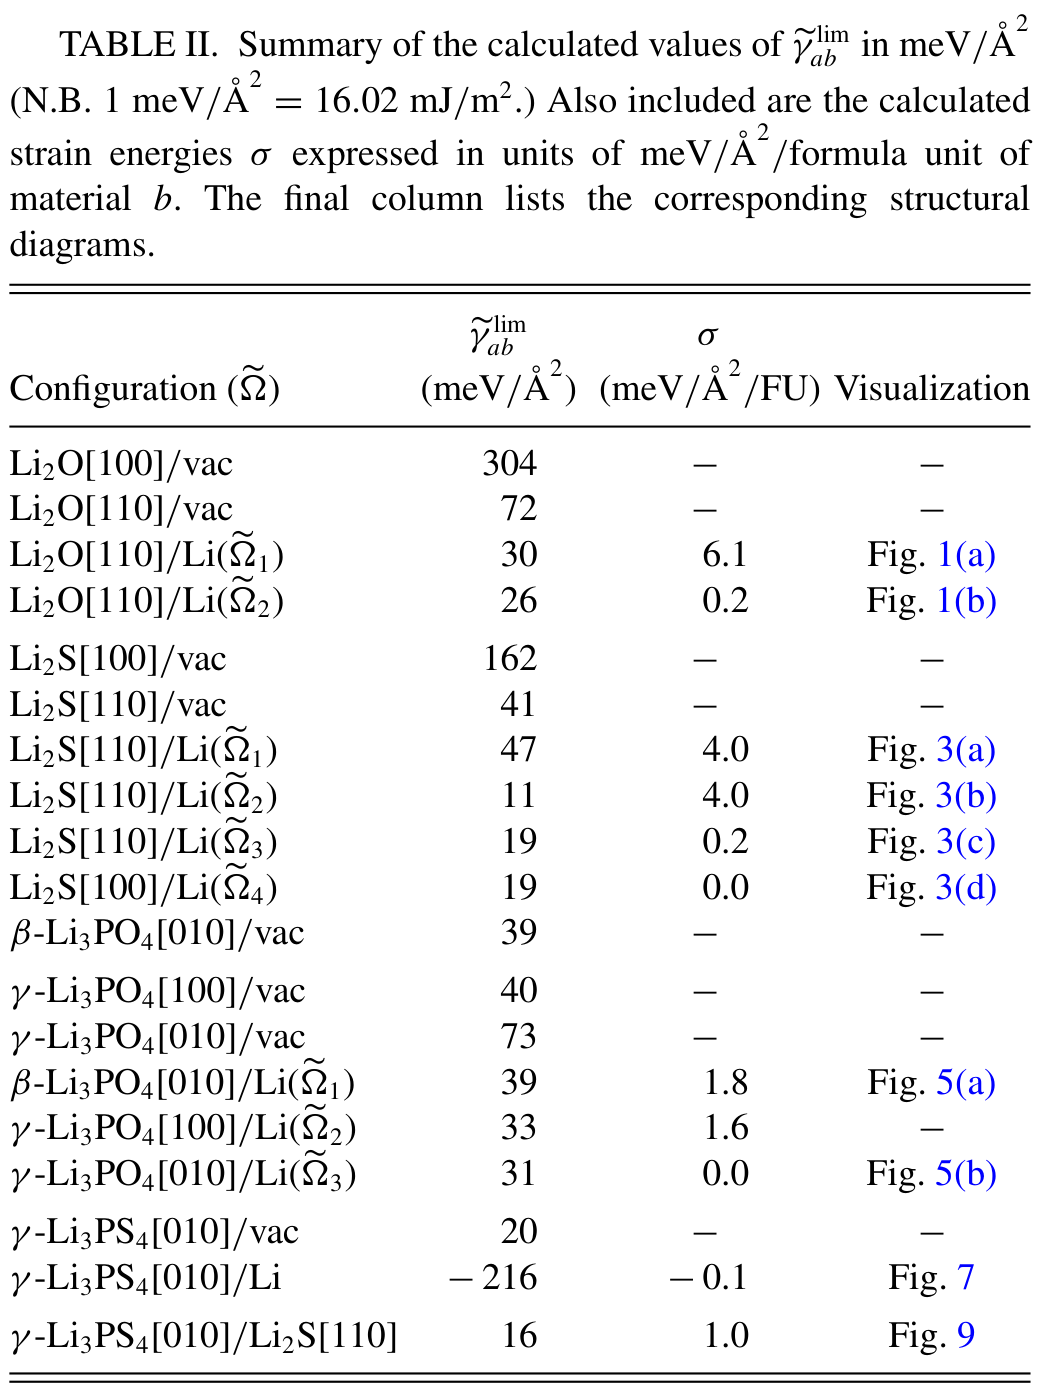 TABLE II. Summary of the calculated values of γ̃ₐᵦˡⁱᵐ in meV/Å²
(N.B. 1 meV/Å² = 16.02 mJ/m².) Also included are the calculated
strain energies σ expressed in units of meV/Å²/formula unit of
material b. The final column lists the corresponding structural
diagrams.
γ̃_ab^lim σ
Configuration (Ω̃) (meV/Å²) (meV/Å²/FU) Visualization
Li₂O[100]/vac 304 – –
Li₂O[110]/vac 72 – –
Li₂O[110]/Li(Ω̃₁) 30 6.1 Fig. 1(a)
Li₂O[110]/Li(Ω̃₂) 26 0.2 Fig. 1(b)
Li₂S[100]/vac 162 – –
Li₂S[110]/vac 41 – –
Li₂S[110]/Li(Ω̃₁) 47 4.0 Fig. 3(a)
Li₂S[110]/Li(Ω̃₂) 11 4.0 Fig. 3(b)
Li₂S[110]/Li(Ω̃₃) 19 0.2 Fig. 3(c)
Li₂S[100]/Li(Ω̃₄) 19 0.0 Fig. 3(d)
β-Li₃PO₄[010]/vac 39 – –
γ-Li₃PO₄[100]/vac 40 – –
γ-Li₃PO₄[010]/vac 73 – –
β-Li₃PO₄[010]/Li(Ω̃₁) 39 1.8 Fig. 5(a)
γ-Li₃PO₄[100]/Li(Ω̃₂) 33 1.6 –
γ-Li₃PO₄[010]/Li(Ω̃₃) 31 0.0 Fig. 5(b)
γ-Li₃PS₄[010]/vac 20 – –
γ-Li₃PS₄[010]/Li −216 −0.1 Fig. 7
γ-Li₃PS₄[010]/Li₂S[110] 16 1.0 Fig. 9